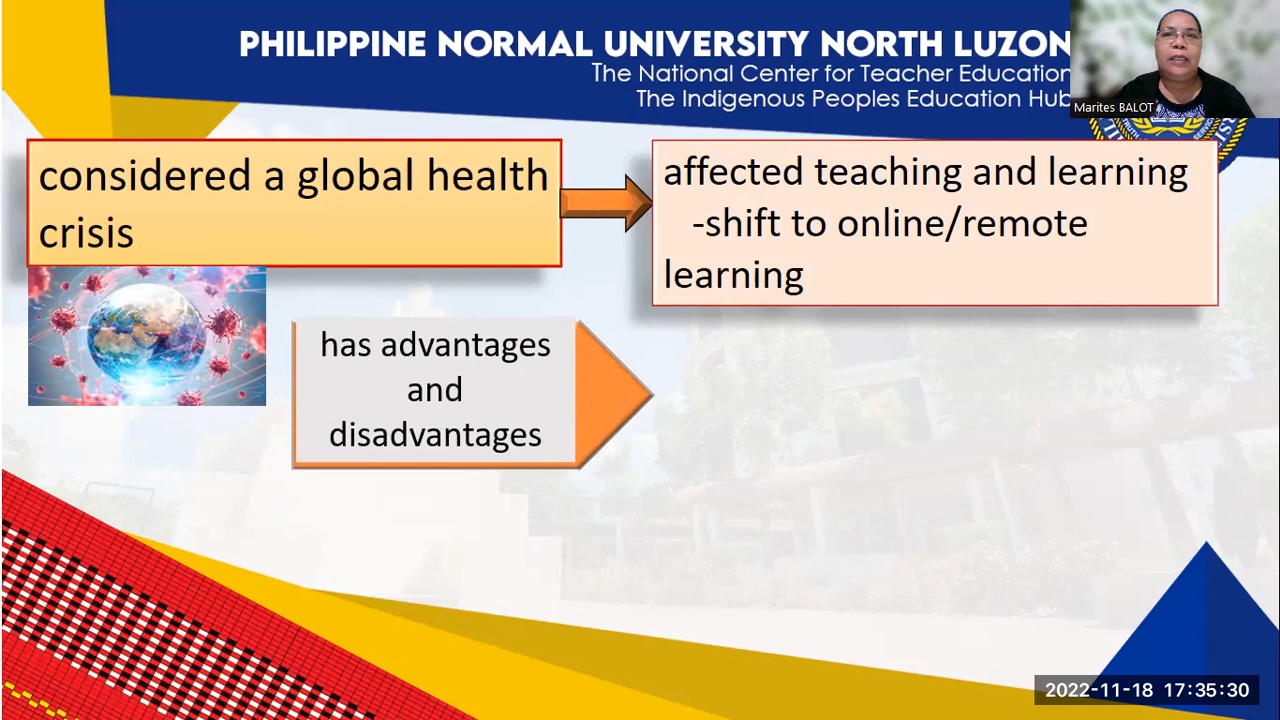 PHILIPPINE NORMAL UNIVERSITY NORTH LUZON
The National Center for Teacher Education
The Indigenous Peoples Education Hub
Marites BALOT
considered a global health
crisis
affected teaching and learning
-shift to online/remote
learning
has advantages
and
disadvantages
2022-11-18 17:35:30